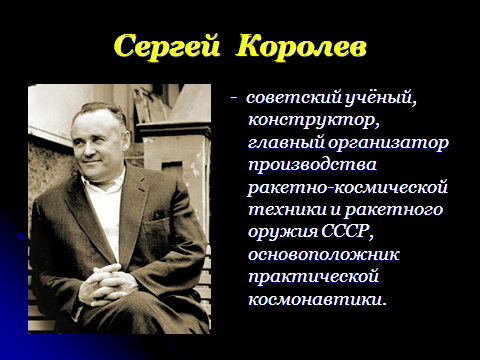 Сергей Королев
- советский учёный,
конструктор,
главный организатор
производства
ракетно-космической
техники и ракетного
оружия СССР,
основоположник
практической
космонавтики.